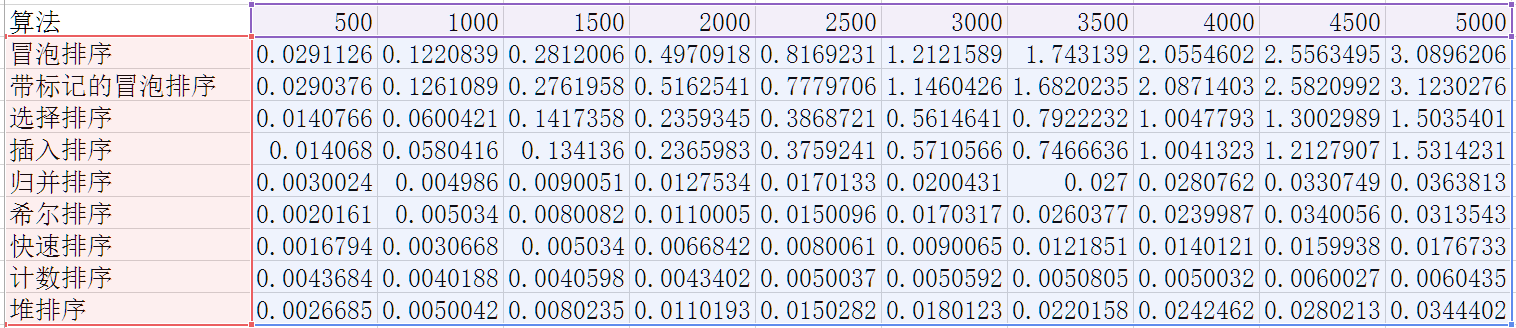 算法 500 1000 1500 2000 2500 3000 3500 4000 4500 5000
冒泡排序 0.0291126 0.1220839 0.2812006 0.4970918 0.8169231 1.2121589 1.743139 2.0554602 2.5563495 3.0896206
带标记的冒泡排序 0.0290376 0.1261089 0.2761958 0.5162541 0.7779706 1.1460426 1.6820235 2.0871403 2.5820992 3.1230276
选择排序 0.0140766 0.0600421 0.1417358 0.2359345 0.3868721 0.5614641 0.7922232 1.0047793 1.3002989 1.5035401
插入排序 0.014068 0.0580416 0.134136 0.2365983 0.3759241 0.5710566 0.7466636 1.0041323 1.2127907 1.5314231
归并排序 0.0030024 0.004986 0.0090051 0.0127534 0.0170133 0.0200431 0.027 0.0280762 0.0330749 0.0363813
希尔排序 0.0020161 0.005034 0.0080082 0.0110005 0.0150096 0.0170317 0.0260377 0.0239987 0.0340056 0.0313543
快速排序 0.0016794 0.0030668 0.005034 0.0066842 0.0080061 0.0090065 0.0121851 0.0140121 0.0159938 0.0176733
计数排序 0.0043684 0.0040188 0.0040598 0.0043402 0.0050037 0.0050592 0.0050805 0.0050032 0.0060027 0.0060435
堆排序 0.0026685 0.0050042 0.0080235 0.0110193 0.0150282 0.0180123 0.0220158 0.0242462 0.0280213 0.0344402